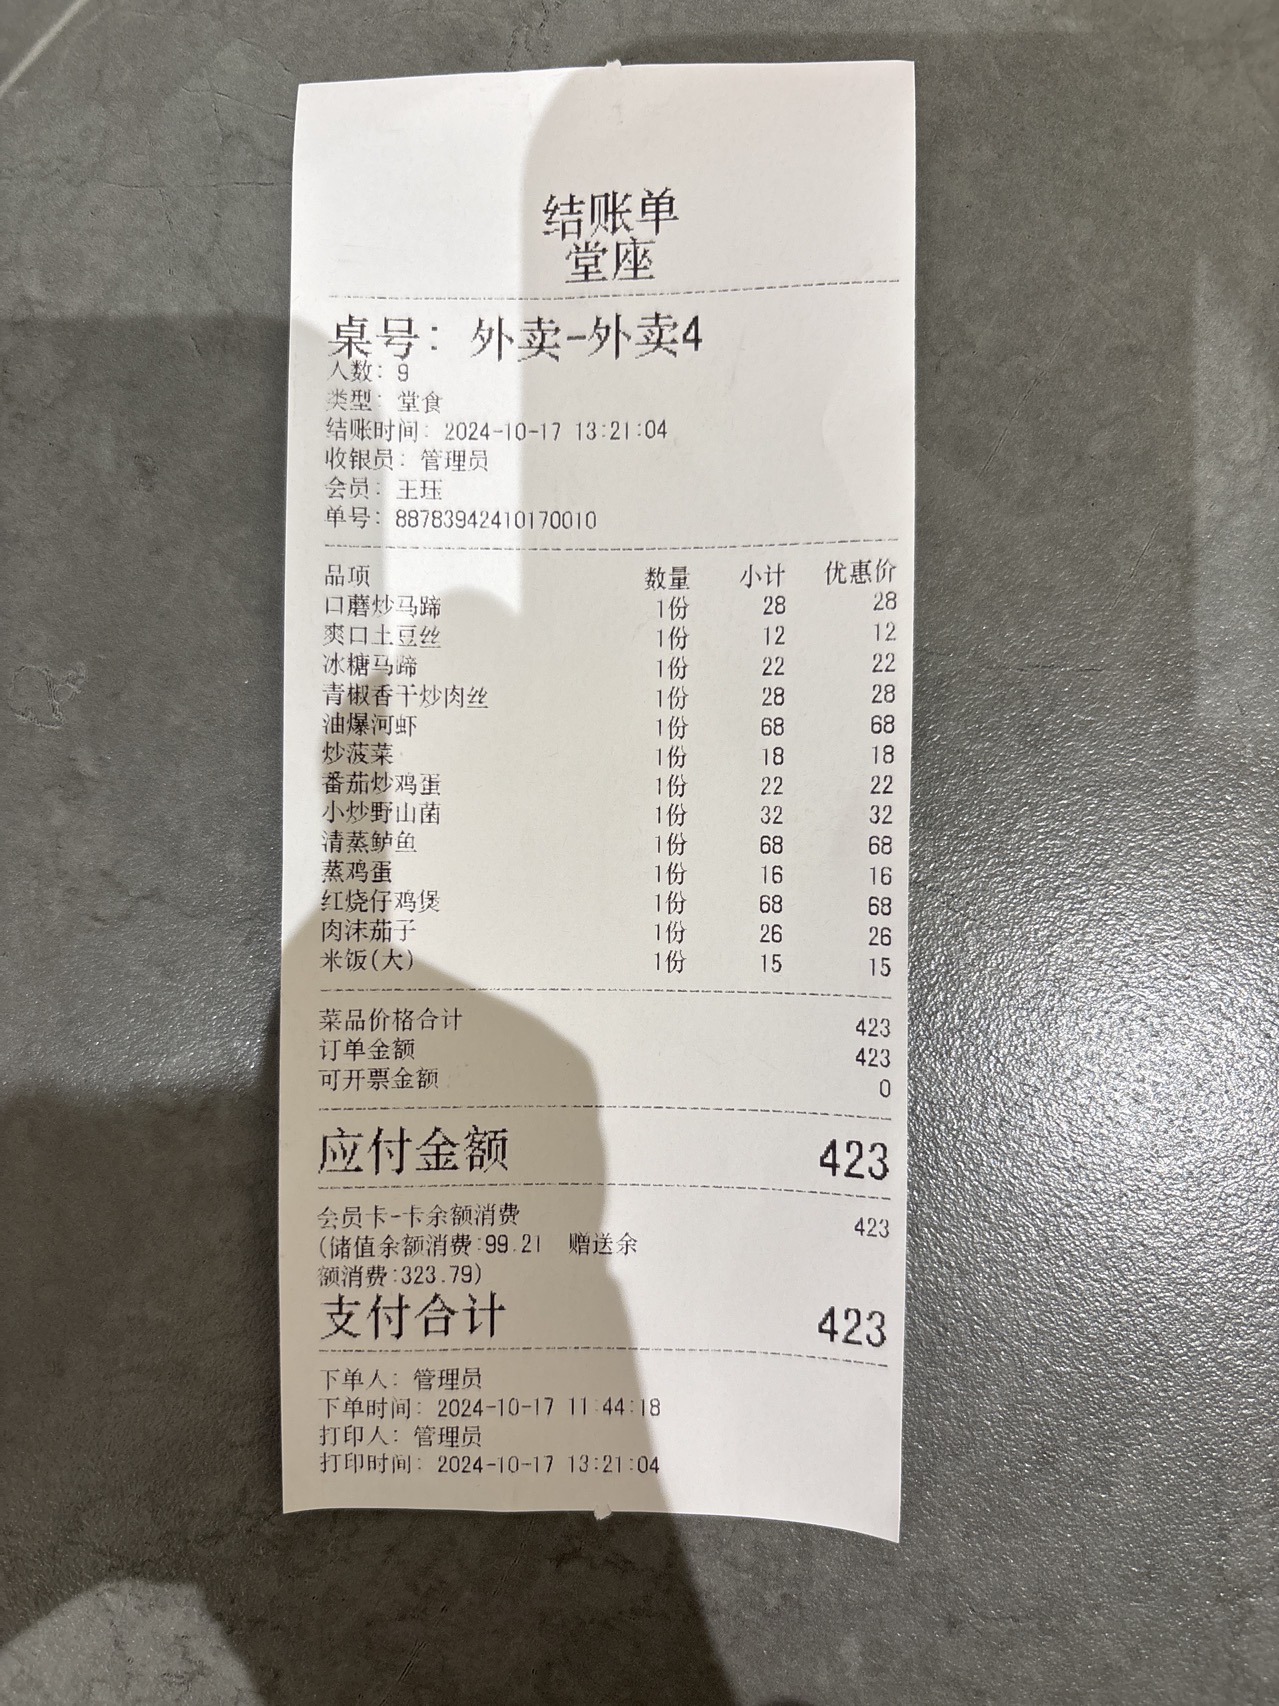 结账单
堂座
桌号: 外卖-外卖4
人数: 9
类型: 堂食
结账时间: 2024-10-17 13:21:04
收银员: 管理员
会员: 王珏
单号: 88783942410170010
品项 数量 小计 优惠价
口蘑炒马蹄 1份 28 28
爽口土豆丝 1份 12 12
冰糖马蹄 1份 22 22
青椒香干炒肉丝 1份 28 28
油爆河虾 1份 68 68
炒菠菜 1份 18 18
番茄炒鸡蛋 1份 22 22
小炒野山菌 1份 32 32
清蒸鲈鱼 1份 68 68
蒸鸡蛋 1份 16 16
红烧仔鸡煲 1份 68 68
肉沫茄子 1份 26 26
米饭(大) 1份 15 15
菜品价格合计 423
订单金额 423
可开票金额 0
应付金额 423
会员卡-卡余额消费 423
(储值余额消费:99.21 赠送余
额消费:323.79)
支付合计 423
下单人: 管理员
下单时间: 2024-10-17 11:44:18
打印人: 管理员
打印时间: 2024-10-17 13:21:04